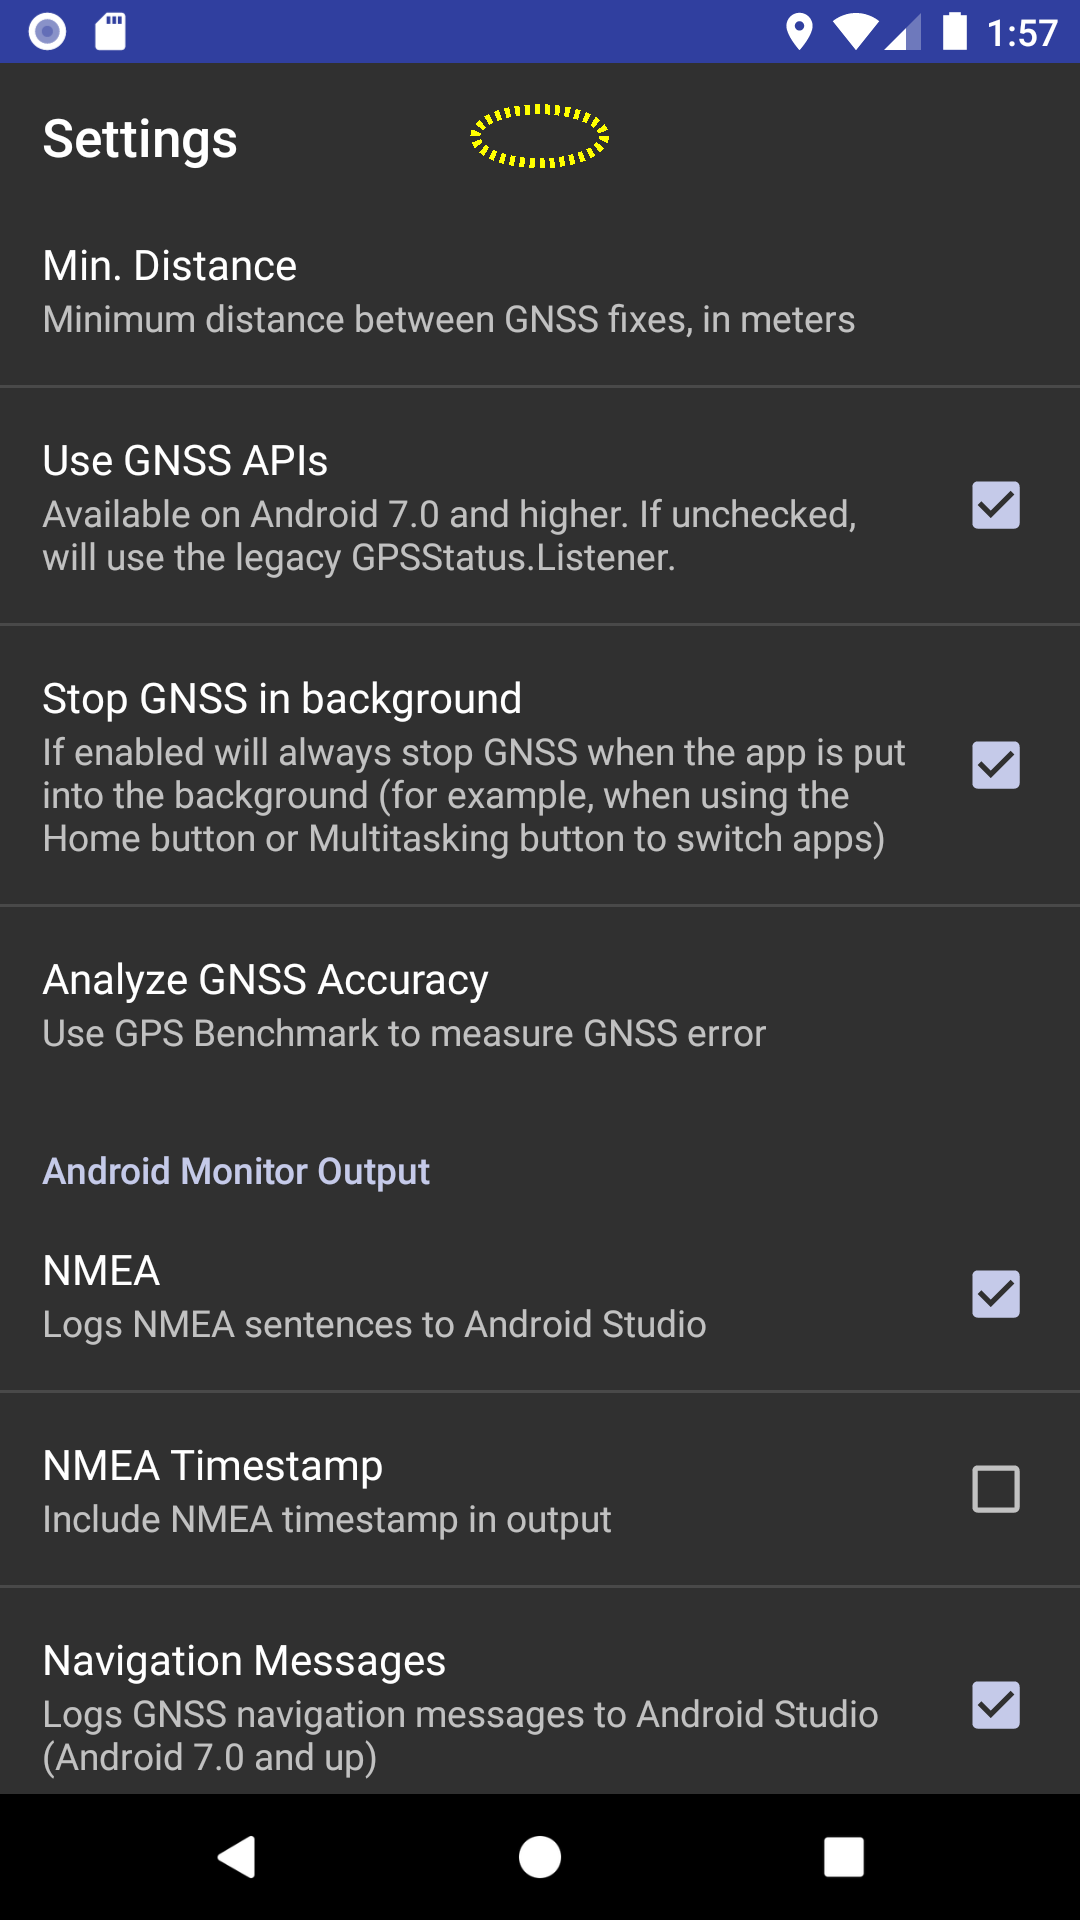 1:57
Settings
Min. Distance
Minimum distance between GNSS fixes, in meters
Use GNSS APIs
Available on Android 7.0 and higher. If unchecked,
will use the legacy GPSStatus.Listener.
Stop GNSS in background
If enabled will always stop GNSS when the app is put
into the background (for example, when using the
Home button or Multitasking button to switch apps)
Analyze GNSS Accuracy
Use GPS Benchmark to measure GNSS error
Android Monitor Output
NMEA
Logs NMEA sentences to Android Studio
NMEA Timestamp
Include NMEA timestamp in output
Navigation Messages
Logs GNSS navigation messages to Android Studio
(Android 7.0 and up)